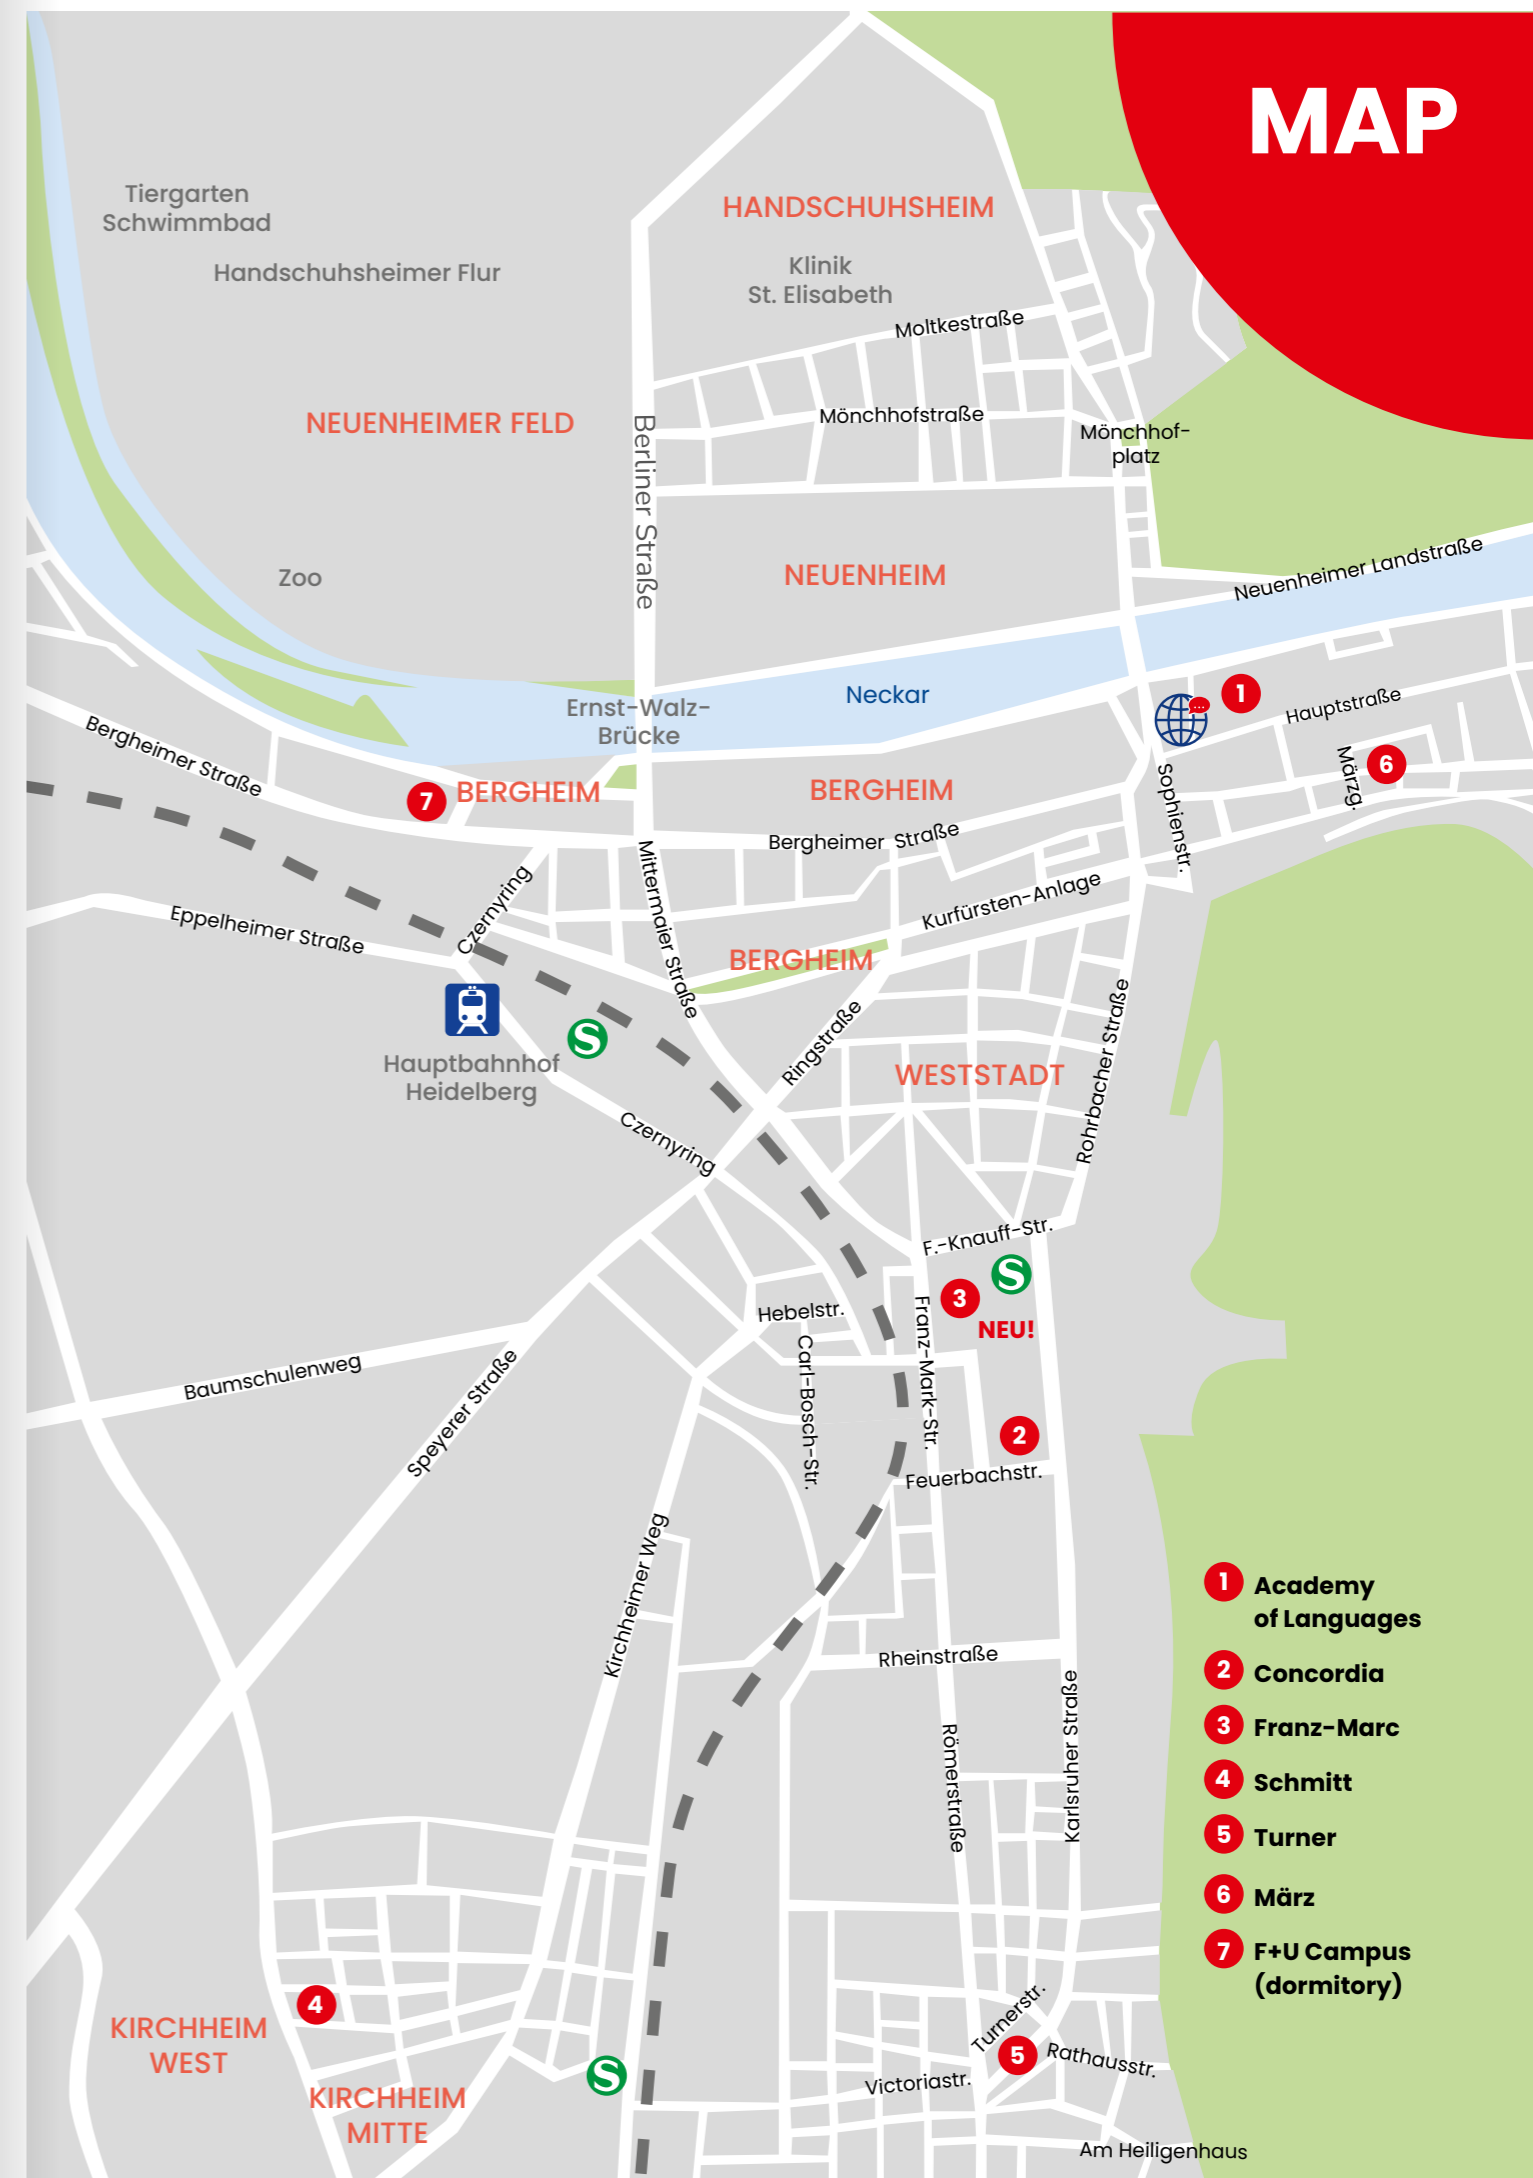 MAP
Tiergarten
Schwimmbad
HANDSCHUHSHEIM
Handschuhsheimer Flur
Klinik
St. Elisabeth
Moltkestraße
NEUENHEIMER FELD
Berliner Straße
Mönchhofstraße
Mönchhof-
platz
Zoo
NEUENHEIM
Neuenheimer Landstraße
Ernst-Walz-
Brücke
Neckar
1
Hauptstraße
Bergheimer Straße
7
BERGHEIM
BERGHEIM
Sophienstr.
Märzg.
6
Bergheimer Straße
Mittermaier Straße
Czernyring
Kurfürsten-Anlage
Eppelheimer Straße
BERGHEIM
S
Hauptbahnhof
Heidelberg
Ringstraße
WESTSTADT
Rohrbacher Straße
Czernyring
F.-Knauff-Str.
S
3
NEU!
Hebelstr.
Franz-Mark-Str.
Carl-Bosch-Str.
Baumschulenweg
Speyerer Straße
2
Feuerbachstr.
Kirchheimer Weg
Rheinstraße
Römerstraße
Karlsruher Straße
1 Academy
of Languages
2 Concordia
3 Franz-Marc
4 Schmitt
5 Turner
6 März
7 F+U Campus
(dormitory)
4
KIRCHHEIM
WEST
KIRCHHEIM
MITTE
S
Turnerstr.
5
Rathausstr.
Victoriastr.
Am Heiligenhaus